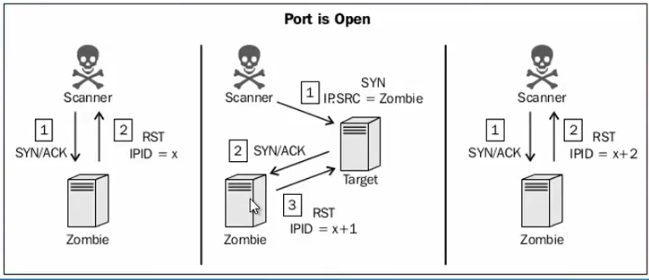 Port is Open
Scanner
1
2
RST
SYN/ACK
IPID = x
Zombie
Scanner
1
SYN
IP.SRC = Zombie
2
SYN/ACK
Target
3
RST
IPID = x+1
Zombie
Scanner
1
2
RST
SYN/ACK
IPID = x+2
Zombie